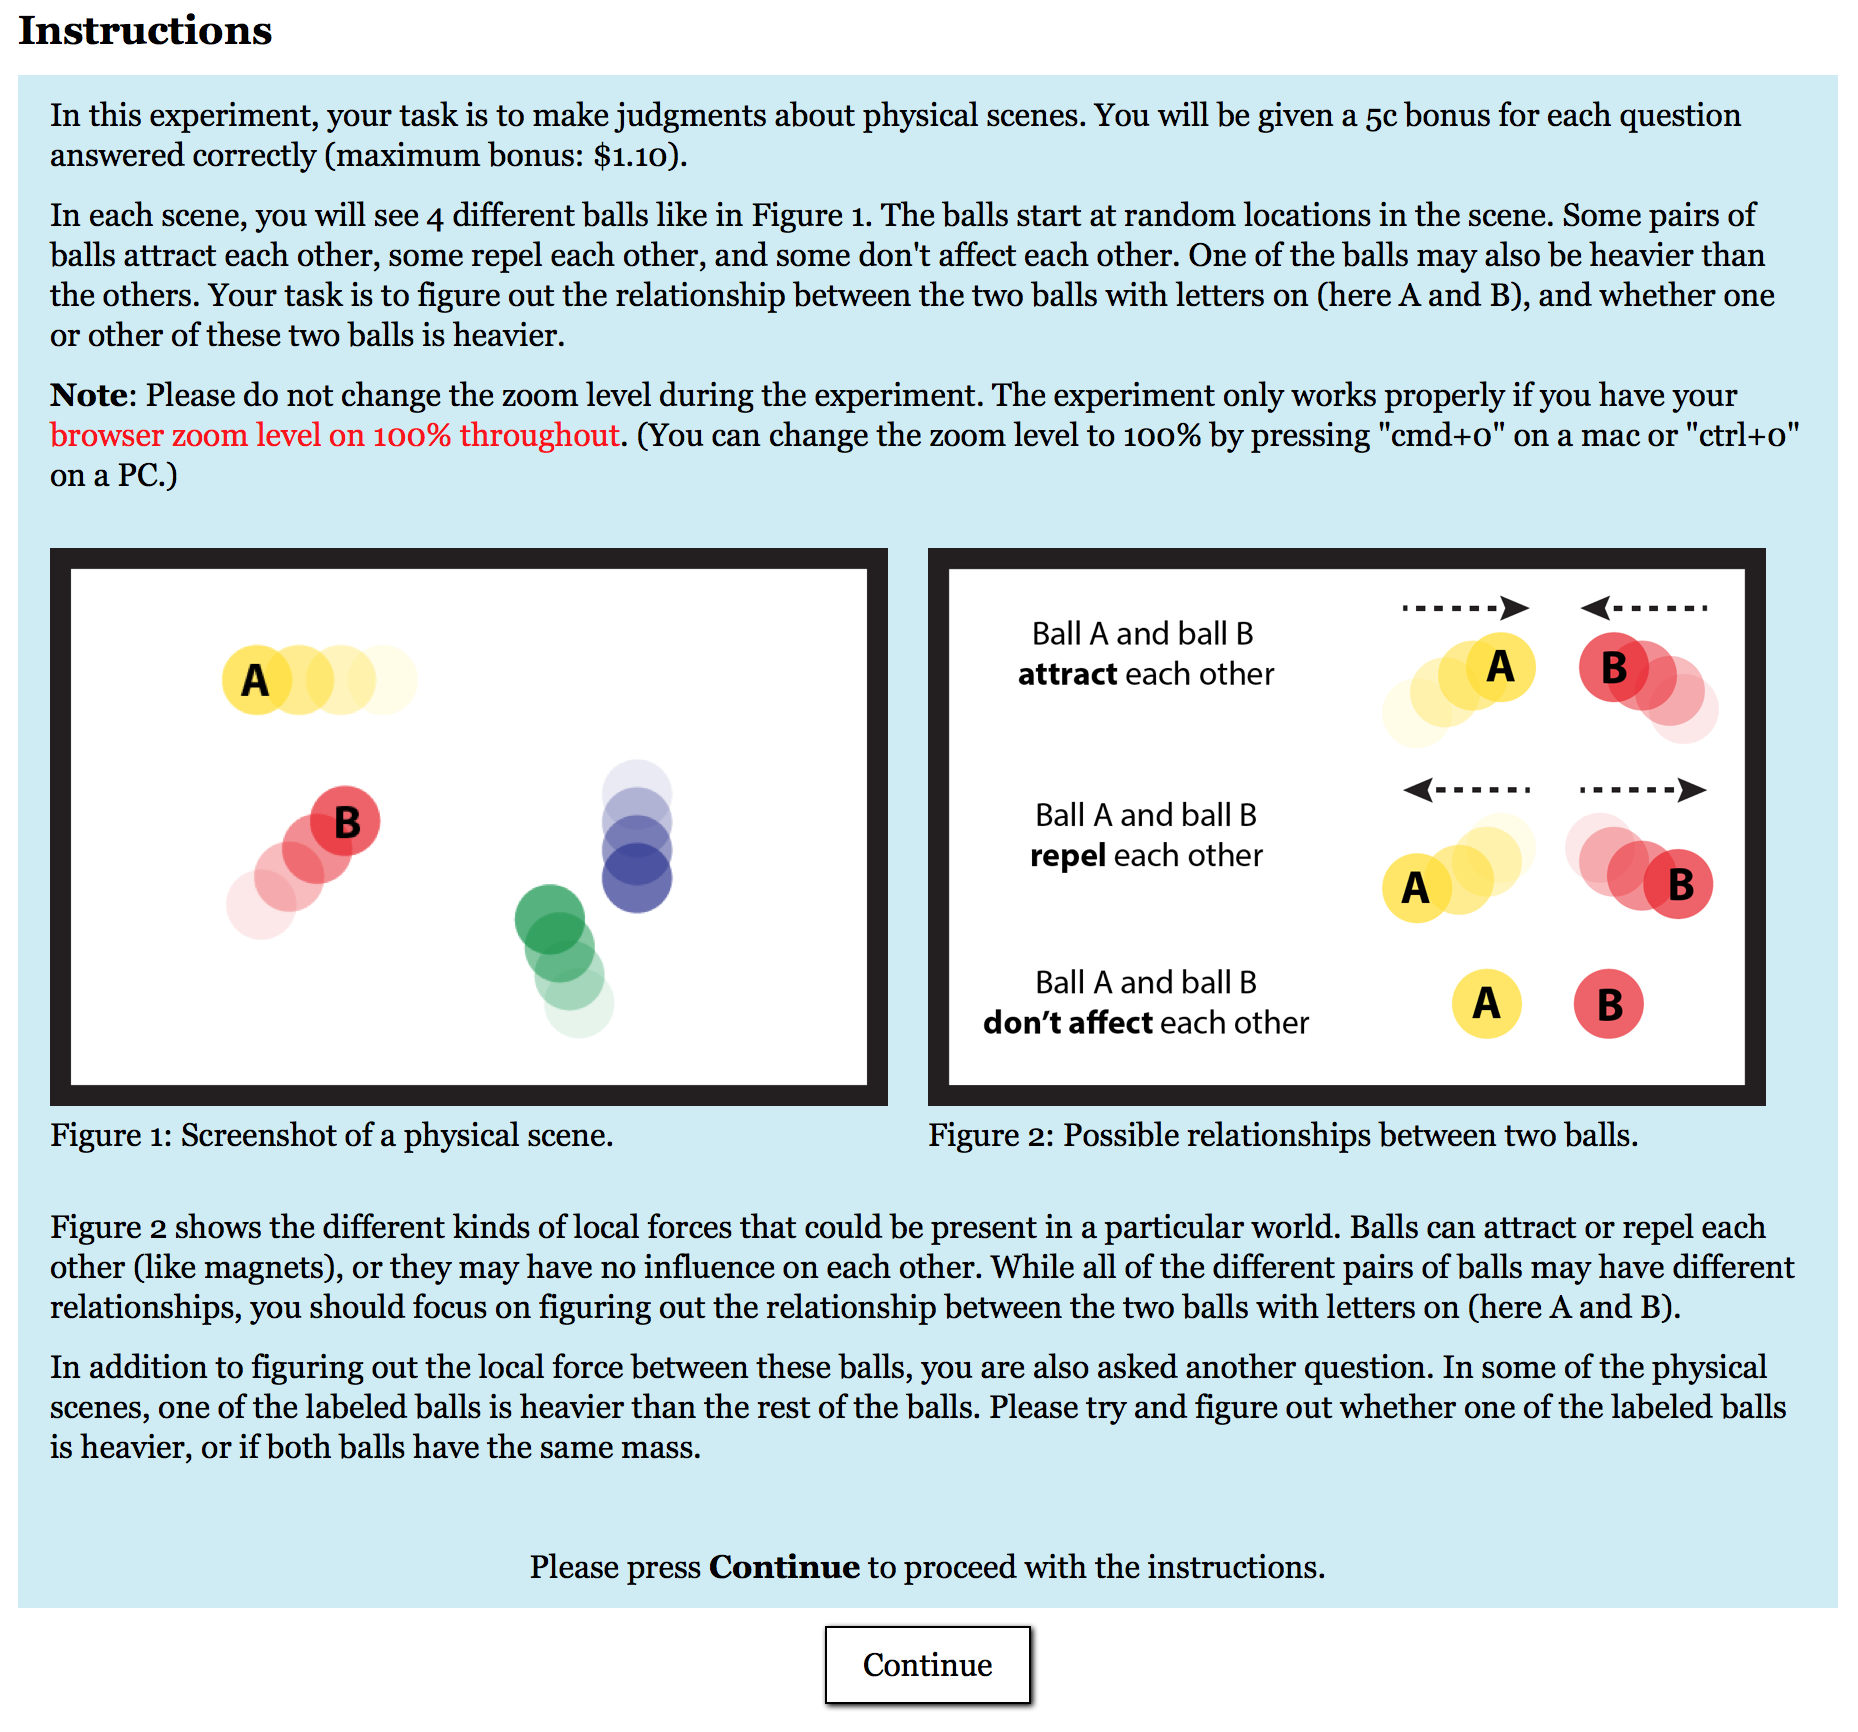 Instructions
In this experiment, your task is to make judgments about physical scenes. You will be given a 5c bonus for each question
answered correctly (maximum bonus: $1.10).
In each scene, you will see 4 different balls like in Figure 1. The balls start at random locations in the scene. Some pairs of
balls attract each other, some repel each other, and some don't affect each other. One of the balls may also be heavier than
the others. Your task is to figure out the relationship between the two balls with letters on (here A and B), and whether one
or other of these two balls is heavier.
Note: Please do not change the zoom level during the experiment. The experiment only works properly if you have your
browser zoom level on 100% throughout. (You can change the zoom level to 100% by pressing "cmd+0" on a mac or "ctrl+0"
on a PC.)
A
B
Figure 1: Screenshot of a physical scene.
Ball A and ball B
attract each other
A B
Ball A and ball B
repel each other
A B
Ball A and ball B
don't affect each other
A B
Figure 2: Possible relationships between two balls.
Figure 2 shows the different kinds of local forces that could be present in a particular world. Balls can attract or repel each
other (like magnets), or they may have no influence on each other. While all of the different pairs of balls may have different
relationships, you should focus on figuring out the relationship between the two balls with letters on (here A and B).
In addition to figuring out the local force between these balls, you are also asked another question. In some of the physical
scenes, one of the labeled balls is heavier than the rest of the balls. Please try and figure out whether one of the labeled balls
is heavier, or if both balls have the same mass.
Please press Continue to proceed with the instructions.
Continue